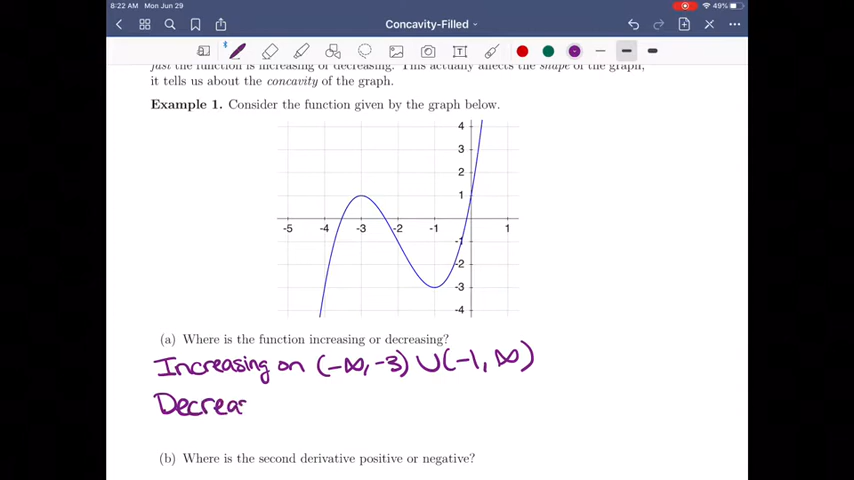 8:22 AM Mon Jun 29
49%
Concavity-Filled
just the function is increasing or decreasing. This actually affects the shape of the graph,
it tells us about the concavity of the graph.
Example 1. Consider the function given by the graph below.
4
3
2
1
-5 -4 -3 -2 -1 1
-1
-2
-3
-4
(a) Where is the function increasing or decreasing?
Increasing on (-∞, -3) ∪ (-1, ∞)
Decrea
(b) Where is the second derivative positive or negative?